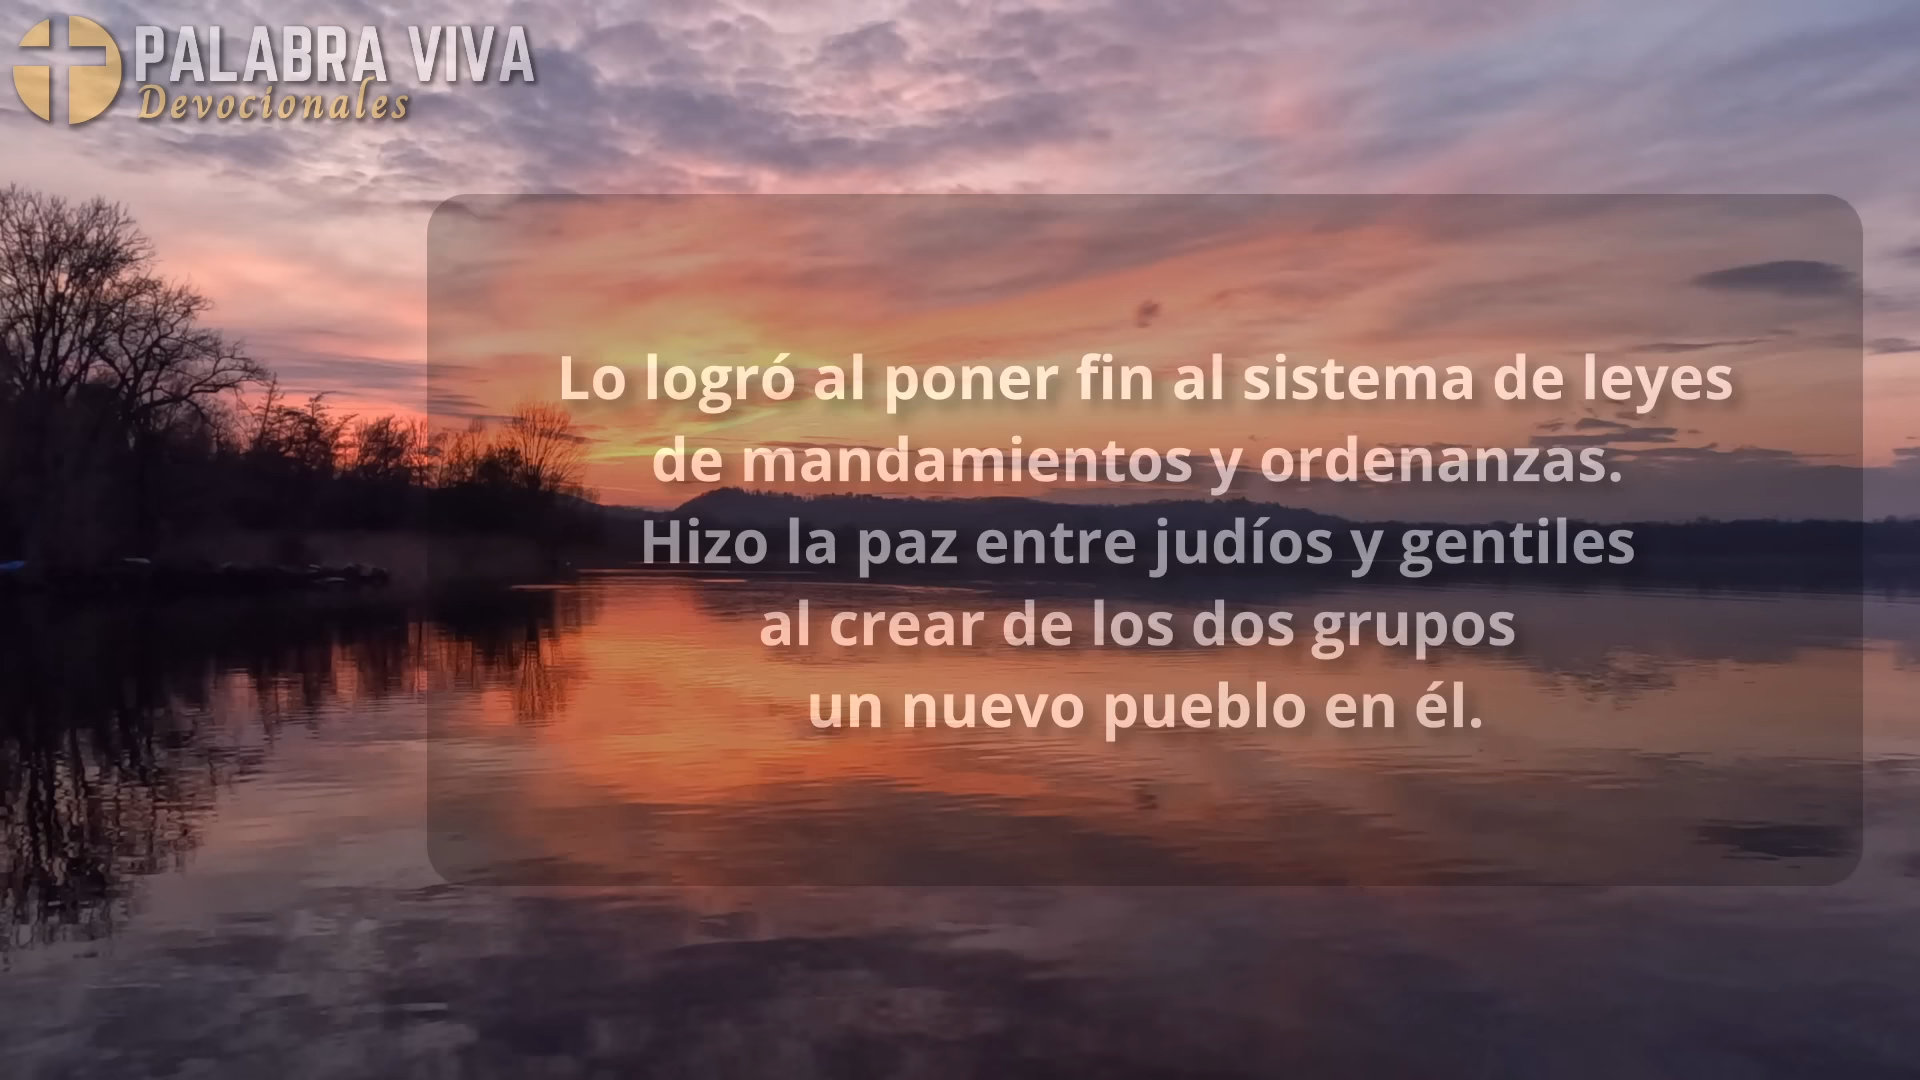 PALABRA VIVA
Devocionales
Lo logró al poner fin al sistema de leyes
de mandamientos y ordenanzas.
Hizo la paz entre judíos y gentiles
al crear de los dos grupos
un nuevo pueblo en él.